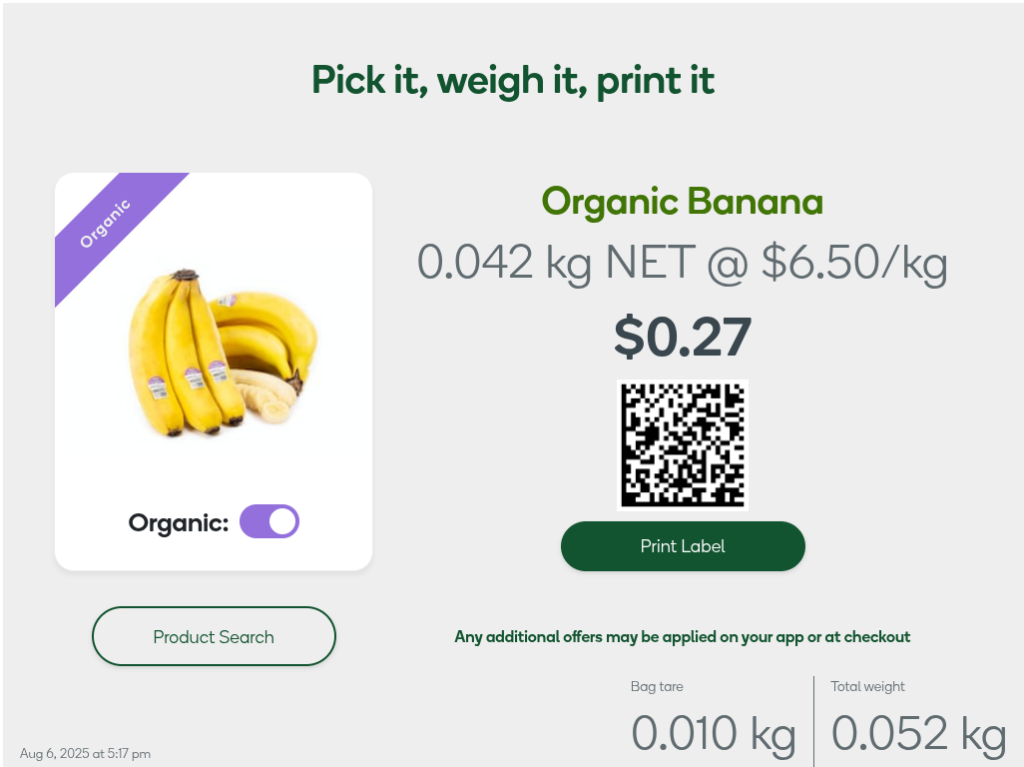 Pick it, weigh it, print it
Organic
Organic Banana
0.042 kg NET @ $6.50/kg
$0.27
Organic:
Print Label
Product Search
Any additional offers may be applied on your app or at checkout
Bag tare
Total weight
0.010 kg
0.052 kg
Aug 6, 2025 at 5:17 pm